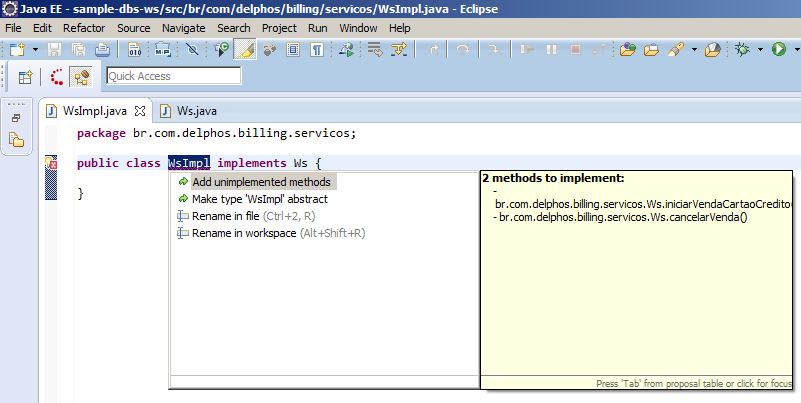 Java EE - sample-dbs-ws/src/br/com/delphos/billing/servicos/WsImpl.java - Eclipse
File Edit Refactor Source Navigate Search Project Run Window Help
010
Quick Access
WsImpl.java Ws.java
package br.com.delphos.billing.servicos;
public class WsImpl implements Ws {
}
Add unimplemented methods
Make type 'WsImpl' abstract
Rename in file (Ctrl+2, R)
Rename in workspace (Alt+Shift+R)
2 methods to implement:
-
br.com.delphos.billing.servicos.Ws.iniciarVendaCartaoCredito(
- br.com.delphos.billing.servicos.Ws.cancelarVenda()
Press 'Tab' from proposal table or click for focus